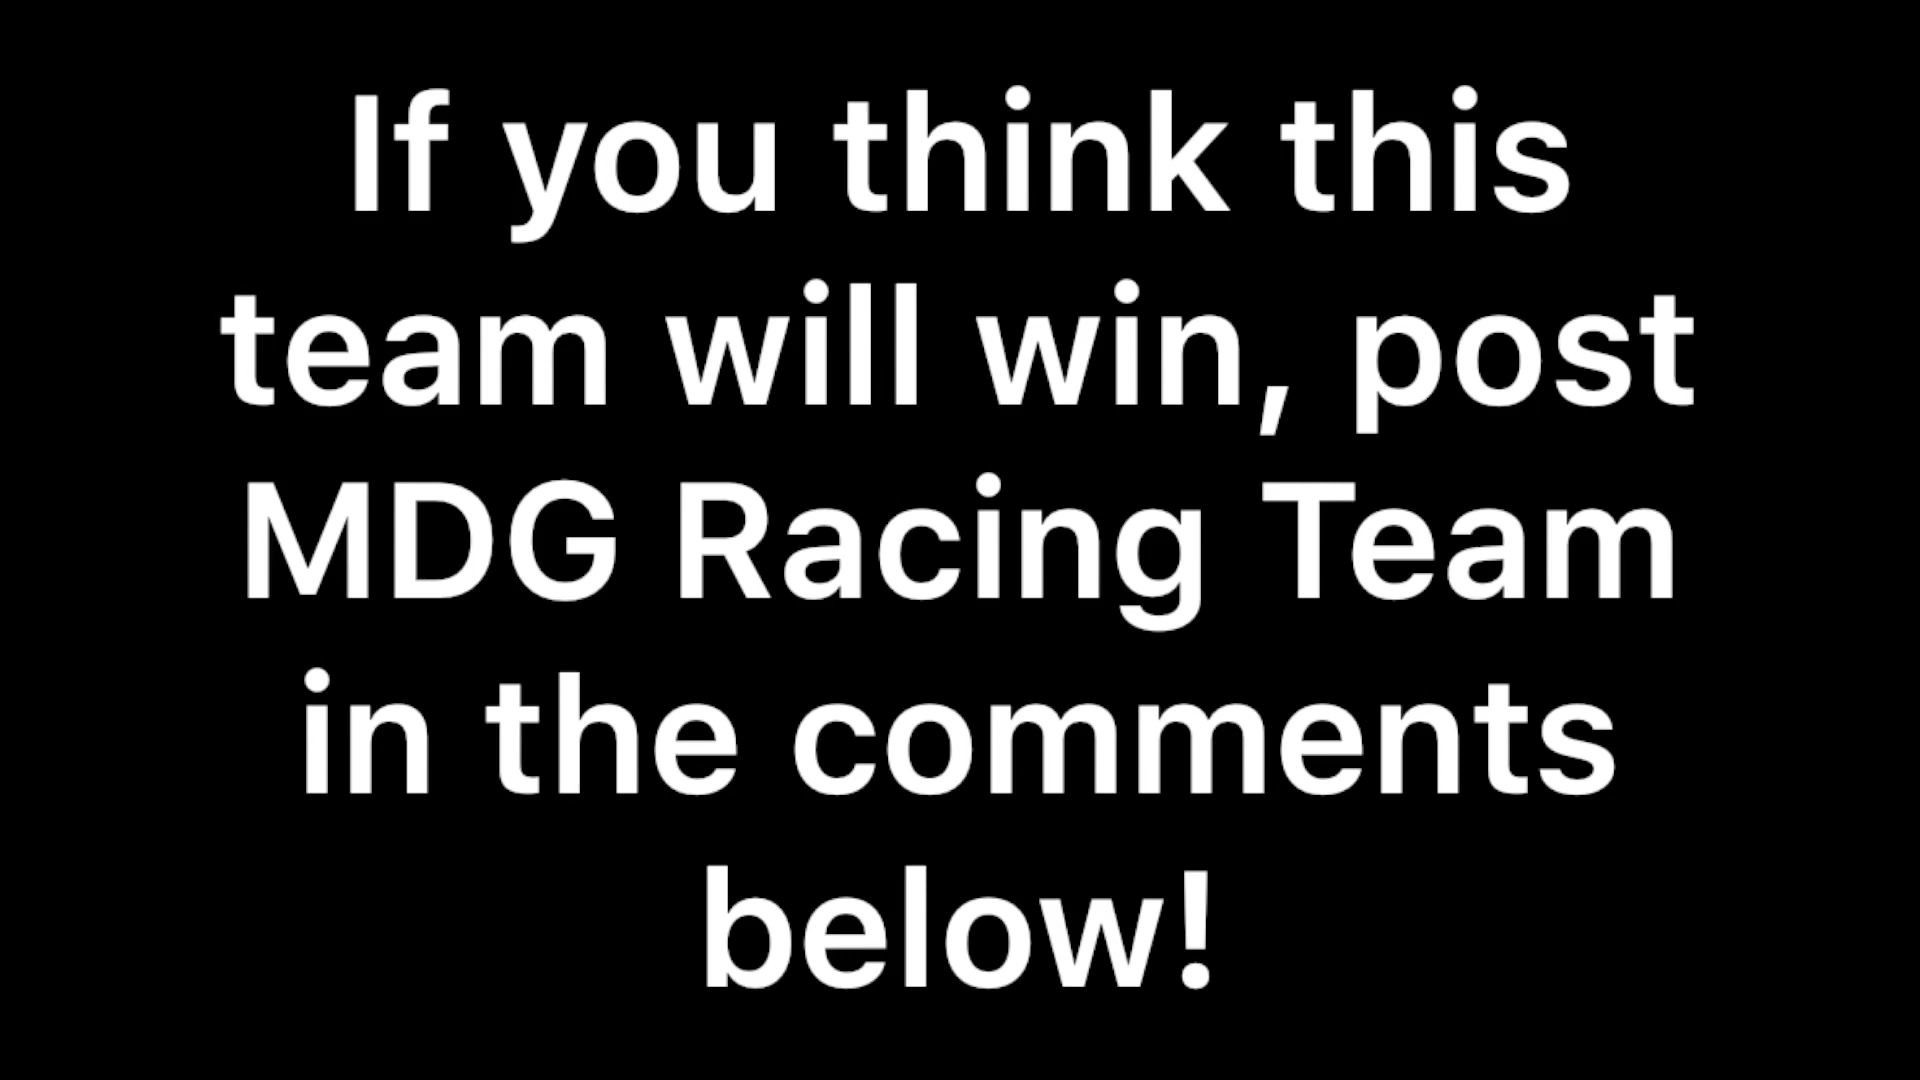 If you think this
team will win, post
MDG Racing Team
in the comments
below!